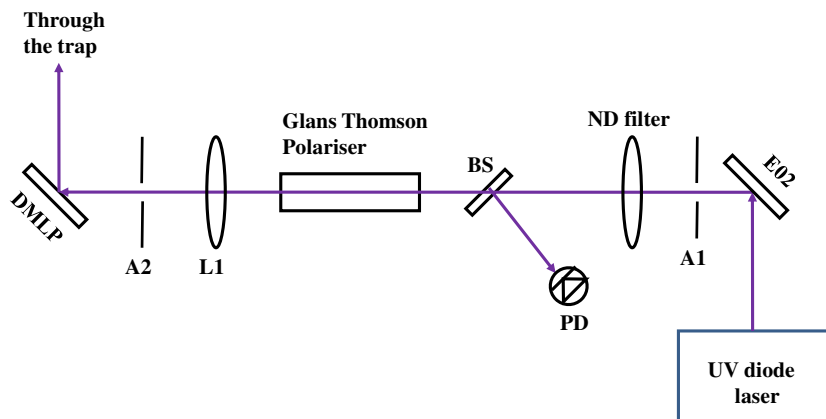 Through
the trap
Glans Thomson
Polariser
ND filter
BS
E02
DMLP
A2
L1
A1
PD
UV diode
laser